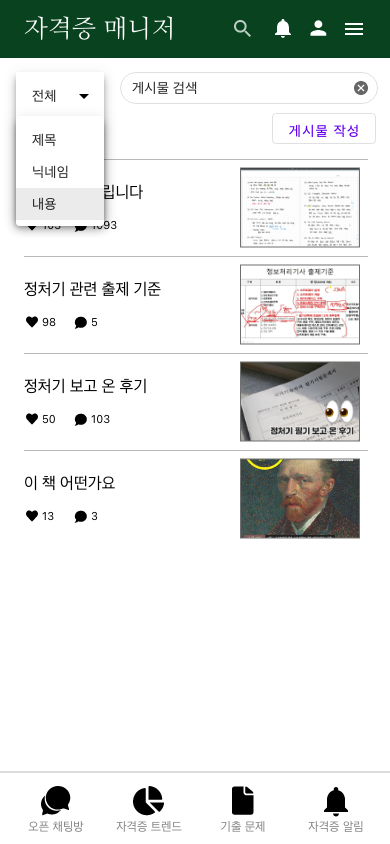 자격증 매니저
전체
게시물 검색
제목
닉네임
내용
게시물 작성
립니다
1093
정처기 관련 출제 기준
98
5
정보처리기사 출제기준
정처기 보고 온 후기
50
103
정처기 필기 보고 온 후기
이 책 어떤가요
13
3
오픈 채팅방
자격증 트렌드
기출 문제
자격증 알림